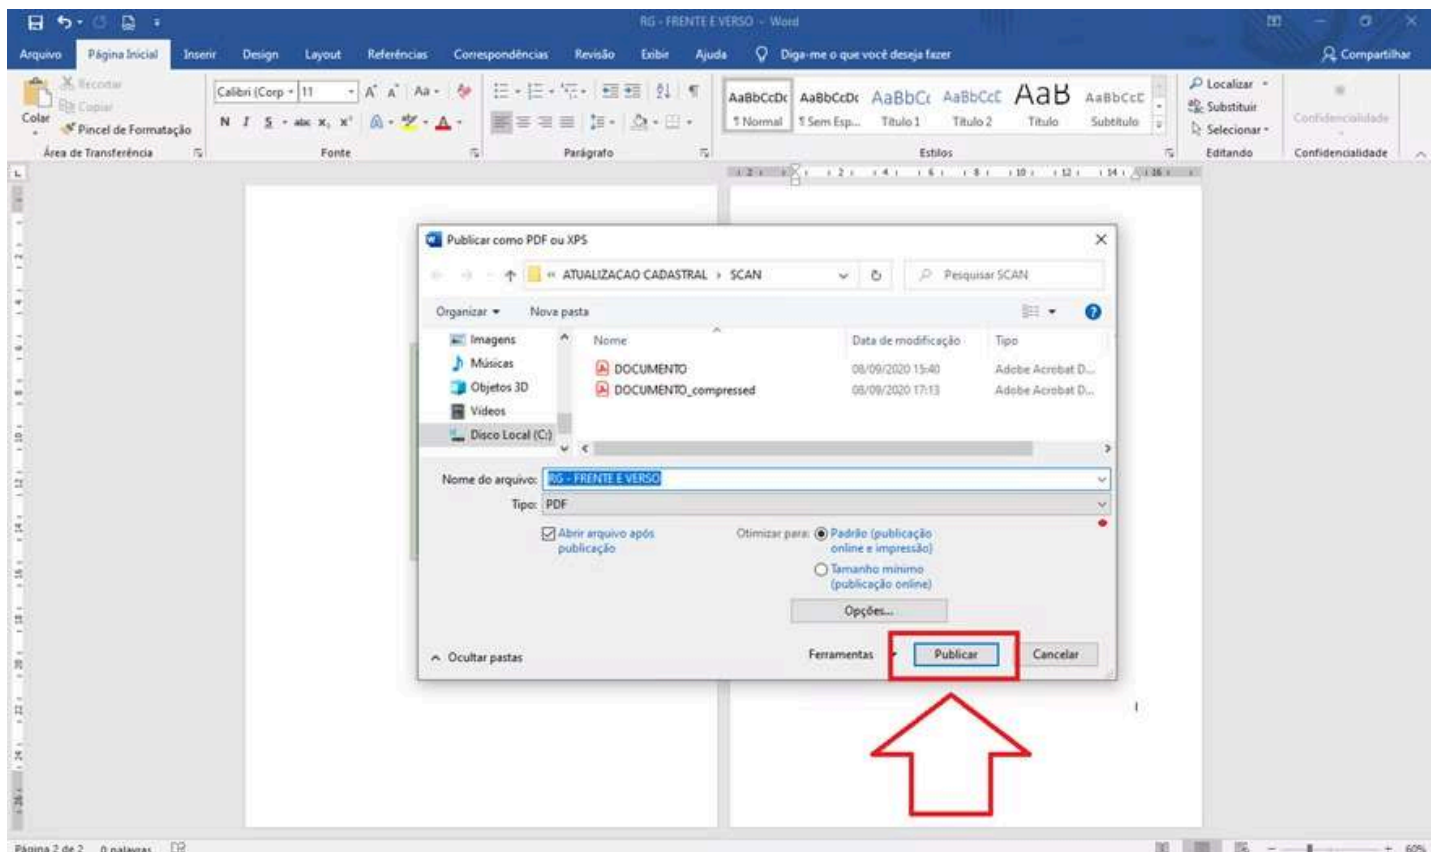 RG - FRENTE E VERSO - Word
Arquivo Página Inicial Inserir Design Layout Referências Correspondências Revisão Exibir Ajuda Diga-me o que você deseja fazer Compartilhar
Colar
Recortar
Copiar
Pincel de Formatação
Área de Transferência
Calibri (Corp 11 A A Aa
N I S abc x, x² A A
Fonte
Parágrafo
AaBbCcDc AaBbCcDc AaBbCc AaBbCcC AaB AaBbCcC
¶ Normal ¶ Sem Esp... Título 1 Título 2 Título Subtítulo
Estilos
Localizar
Substituir
Selecionar
Editando
Confidencialidade
Confidencialidade
Publicar como PDF ou XPS
« ATUALIZACAO CADASTRAL › SCAN
Pesquisar SCAN
Organizar Nova pasta
Imagens
Músicas
Objetos 3D
Vídeos
Disco Local (C:)
Nome Data de modificação Tipo
DOCUMENTO 08/09/2020 15:40 Adobe Acrobat D...
DOCUMENTO_compressed 08/09/2020 17:13 Adobe Acrobat D...
Nome do arquivo: RG - FRENTE E VERSO
Tipo: PDF
Abrir arquivo após
publicação
Otimizar para: Padrão (publicação
online e impressão)
Tamanho mínimo
(publicação online)
Opções...
Ocultar pastas
Ferramentas Publicar Cancelar
Página 2 de 2 0 palavras 60%